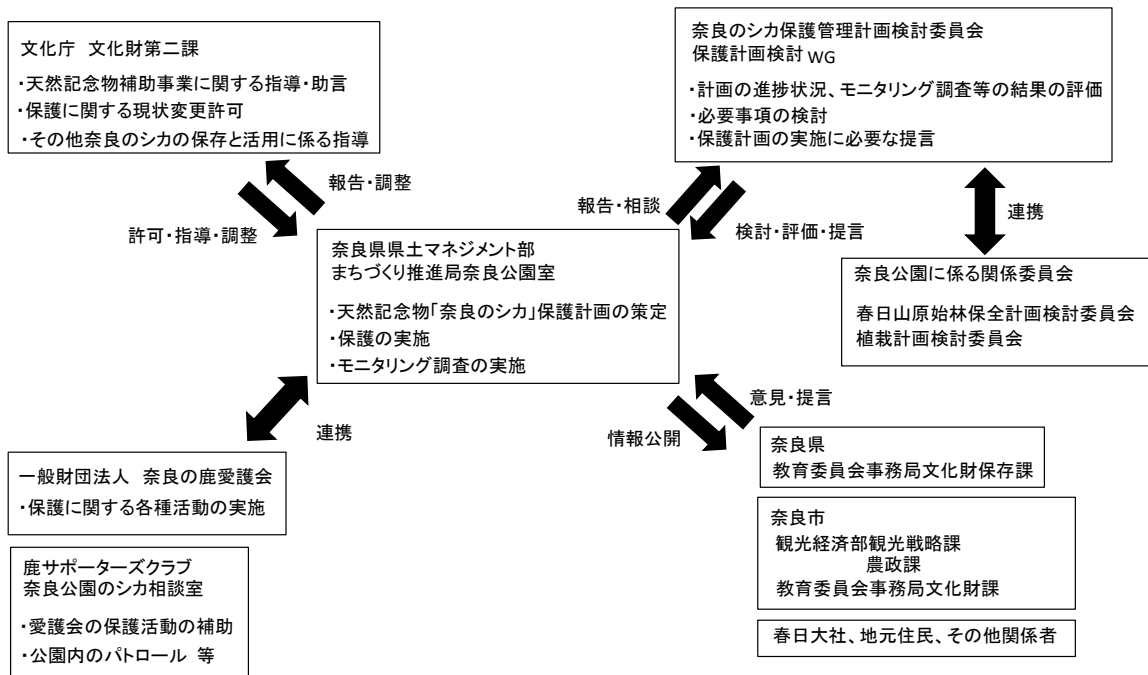 文化庁 文化財第二課
・天然記念物補助事業に関する指導・助言
・保護に関する現状変更許可
・その他奈良のシカの保存と活用に係る指導
奈良のシカ保護管理計画検討委員会
保護計画検討WG
・計画の進捗状況、モニタリング調査等の結果の評価
・必要事項の検討
・保護計画の実施に必要な提言
報告・調整
許可・指導・調整
報告・相談
検討・評価・提言
連携
奈良県県土マネジメント部
まちづくり推進局奈良公園室
・天然記念物「奈良のシカ」保護計画の策定
・保護の実施
・モニタリング調査の実施
奈良公園に係る関係委員会
春日山原始林保全計画検討委員会
植栽計画検討委員会
連携
情報公開
意見・提言
一般財団法人 奈良の鹿愛護会
・保護に関する各種活動の実施
鹿サポーターズクラブ
奈良公園のシカ相談室
・愛護会の保護活動の補助
・公園内のパトロール 等
奈良県
教育委員会事務局文化財保存課
奈良市
観光経済部観光戦略課
農政課
教育委員会事務局文化財課
春日大社、地元住民、その他関係者